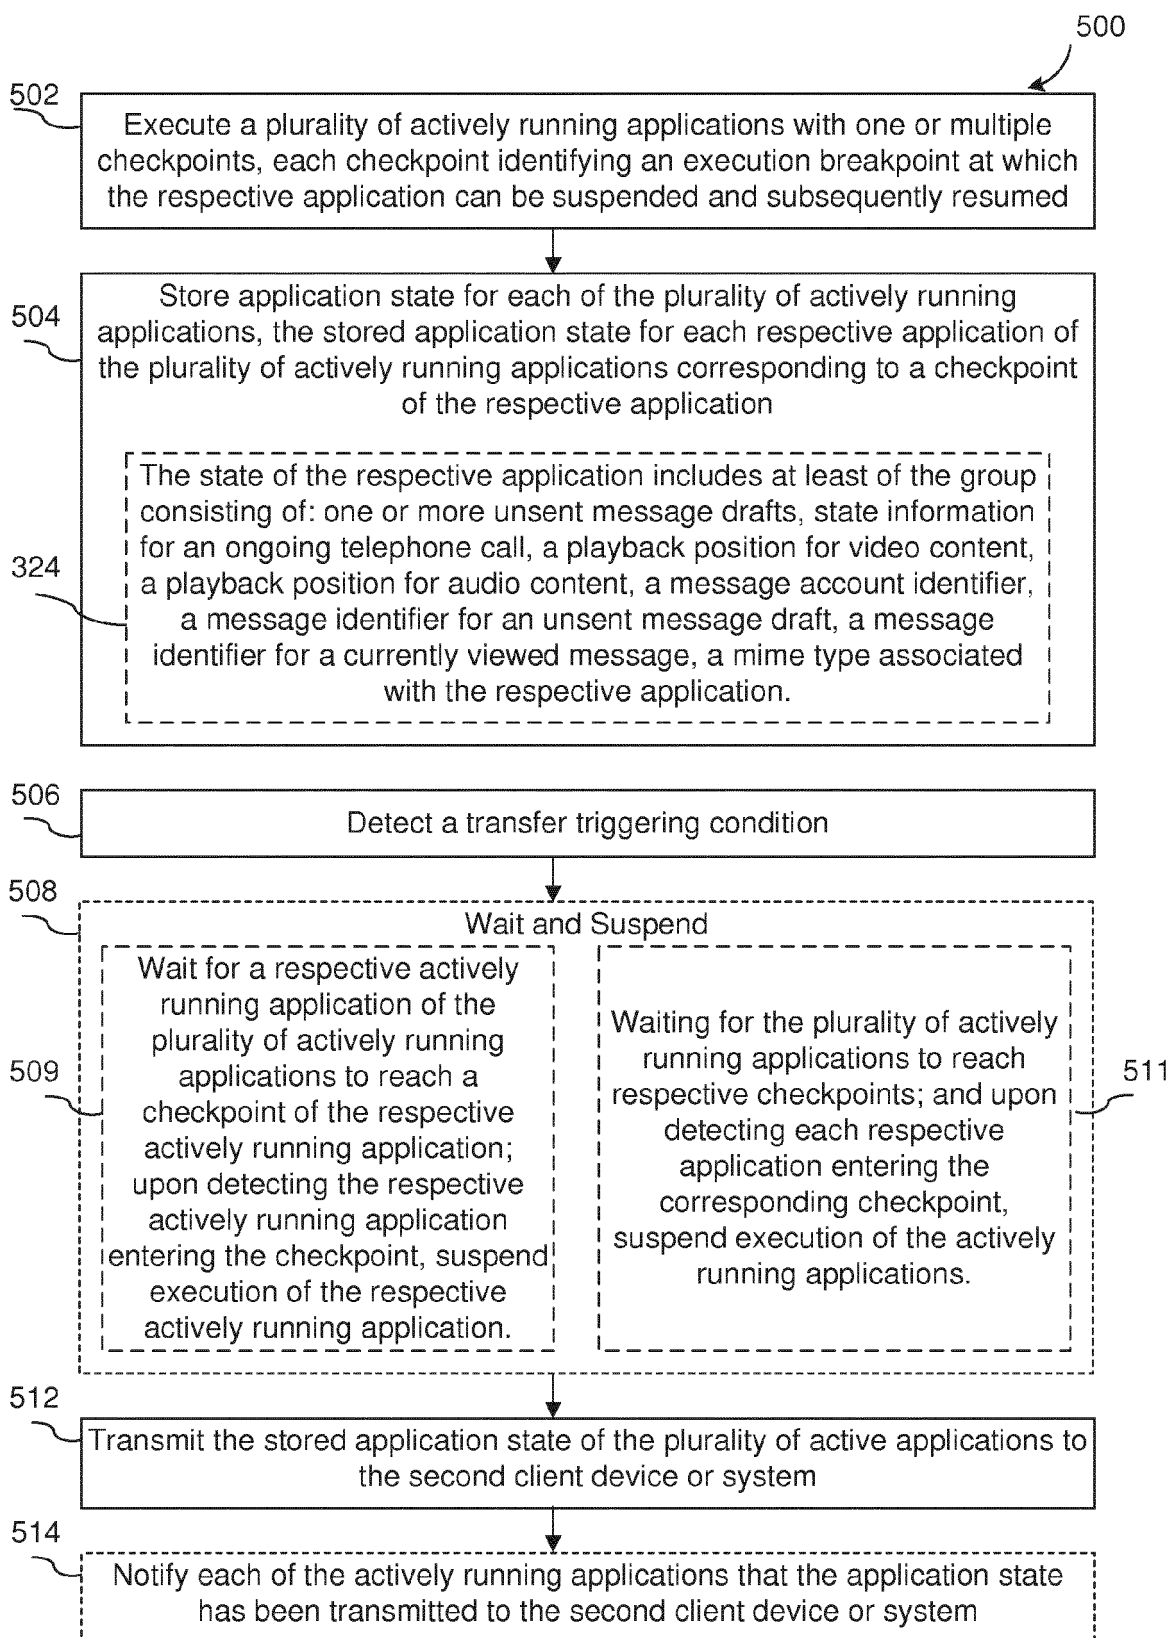 500
502
Execute a plurality of actively running applications with one or multiple
checkpoints, each checkpoint identifying an execution breakpoint at which
the respective application can be suspended and subsequently resumed
504
Store application state for each of the plurality of actively running
applications, the stored application state for each respective application of
the plurality of actively running applications corresponding to a checkpoint
of the respective application
324
The state of the respective application includes at least of the group
consisting of: one or more unsent message drafts, state information
for an ongoing telephone call, a playback position for video content,
a playback position for audio content, a message account identifier,
a message identifier for an unsent message draft, a message
identifier for a currently viewed message, a mime type associated
with the respective application.
506
Detect a transfer triggering condition
508
Wait and Suspend
509
Wait for a respective actively
running application of the
plurality of actively running
applications to reach a
checkpoint of the respective
actively running application;
upon detecting the respective
actively running application
entering the checkpoint, suspend
execution of the respective
actively running application.
Waiting for the plurality of actively
running applications to reach
respective checkpoints; and upon
detecting each respective
application entering the
corresponding checkpoint,
suspend execution of the actively
running applications.
511
512
Transmit the stored application state of the plurality of active applications to
the second client device or system
514
Notify each of the actively running applications that the application state
has been transmitted to the second client device or system